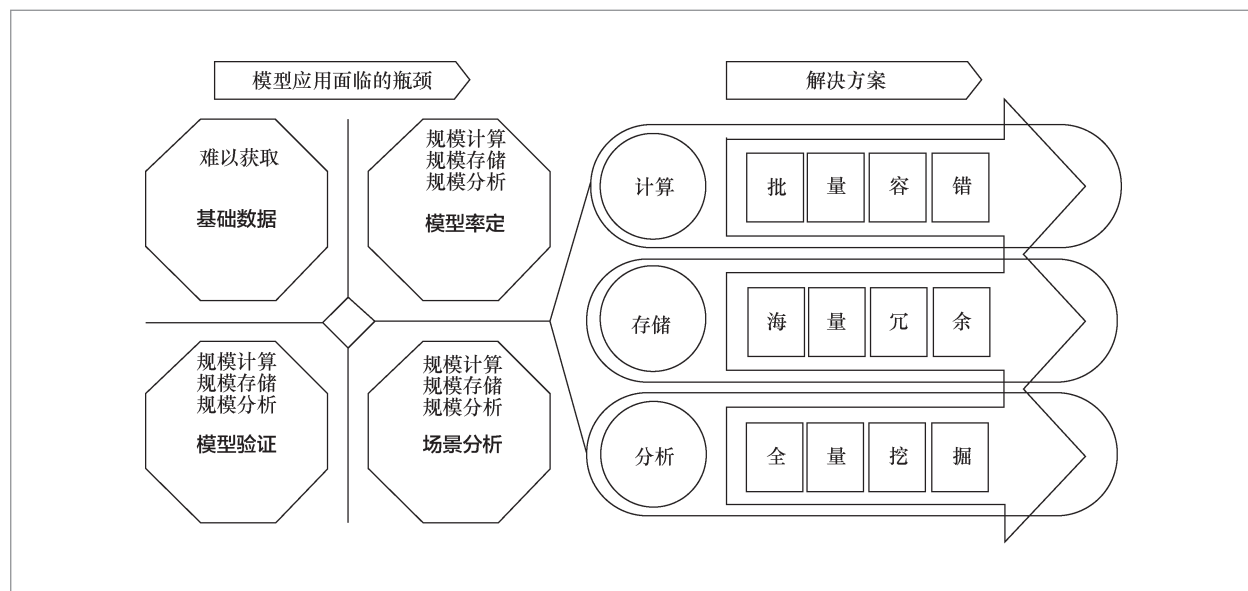 模型应用面临的瓶颈
难以获取
基础数据
规模计算
规模存储
规模分析
模型率定
规模计算
规模存储
规模分析
模型验证
规模计算
规模存储
规模分析
场景分析
解决方案
计算
批量容错
存储
海量冗余
分析
全量挖掘